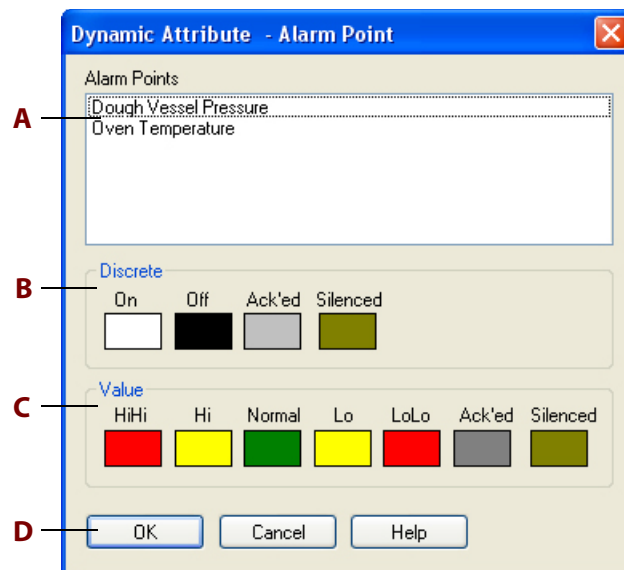 Dynamic Attribute - Alarm Point
Alarm Points
A
Dough Vessel Pressure
Oven Temperature
B
Discrete
On Off Ack'ed Silenced
C
Value
HiHi Hi Normal Lo LoLo Ack'ed Silenced
D
OK Cancel Help